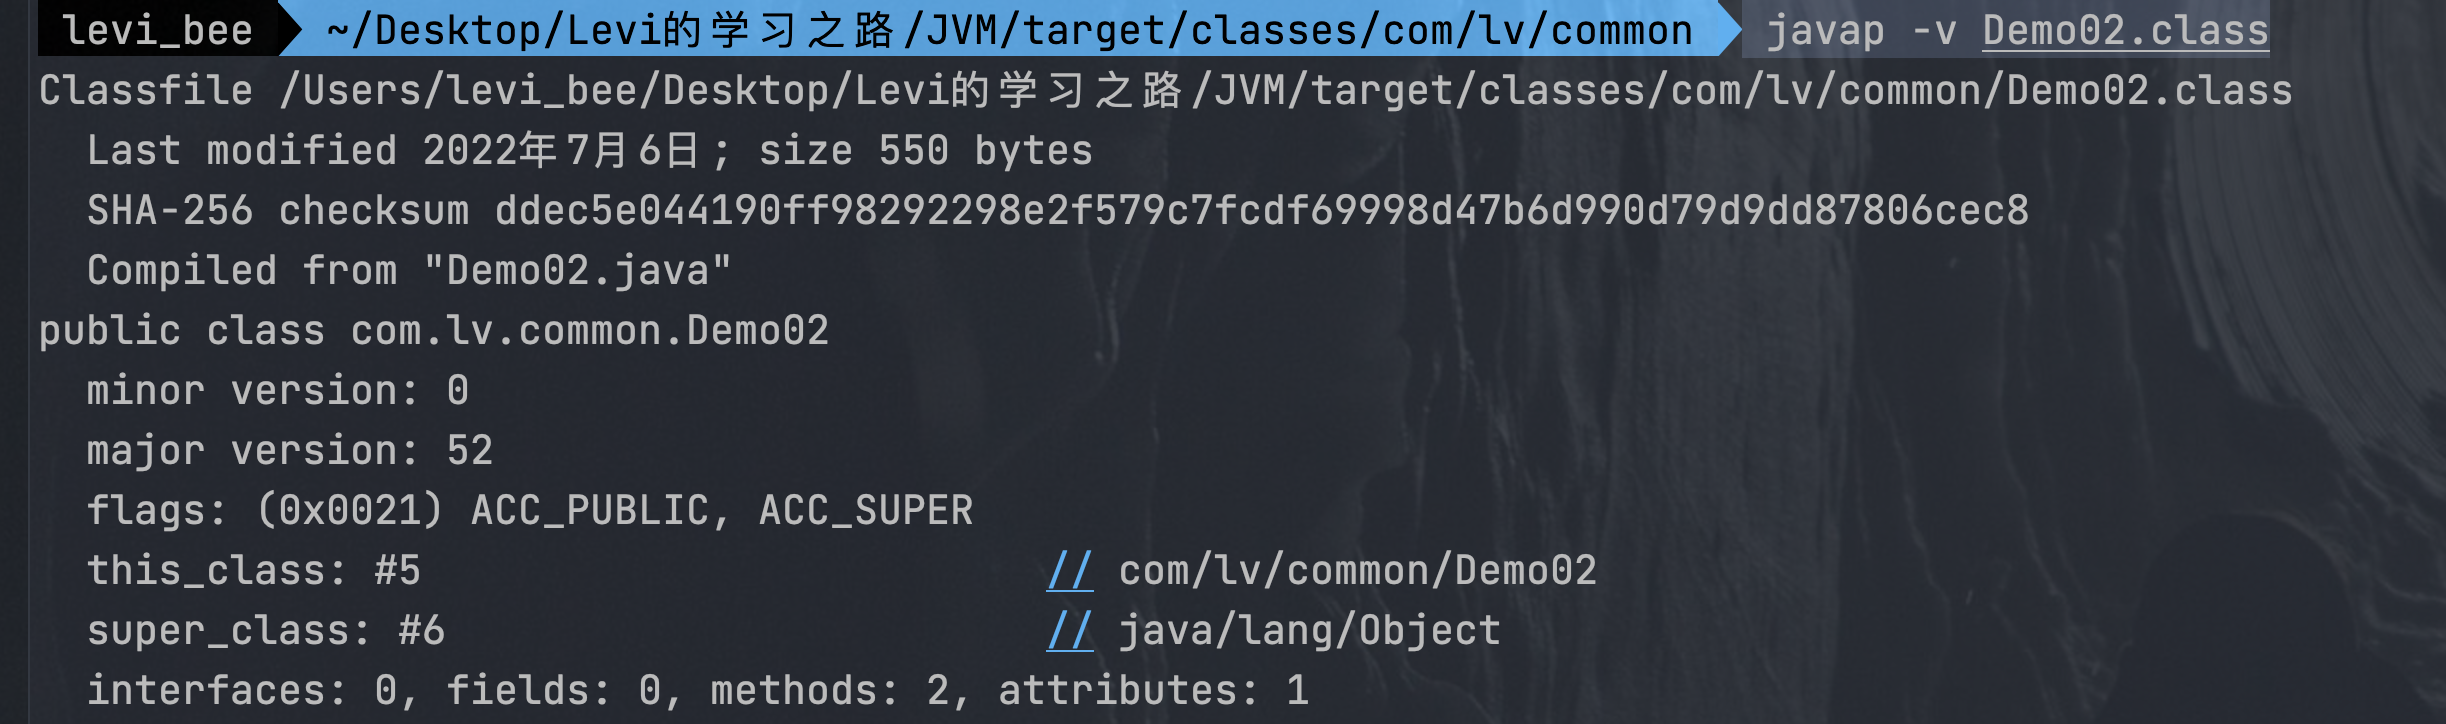 levi_bee ~/Desktop/Levi的学习之路/JVM/target/classes/com/lv/common javap -v Demo02.class
Classfile /Users/levi_bee/Desktop/Levi的学习之路/JVM/target/classes/com/lv/common/Demo02.class
  Last modified 2022年7月6日; size 550 bytes
  SHA-256 checksum ddec5e044190ff98292298e2f579c7fcdf69998d47b6d990d79d9dd87806cec8
  Compiled from "Demo02.java"
public class com.lv.common.Demo02
  minor version: 0
  major version: 52
  flags: (0x0021) ACC_PUBLIC, ACC_SUPER
  this_class: #5                          // com/lv/common/Demo02
  super_class: #6                         // java/lang/Object
  interfaces: 0, fields: 0, methods: 2, attributes: 1